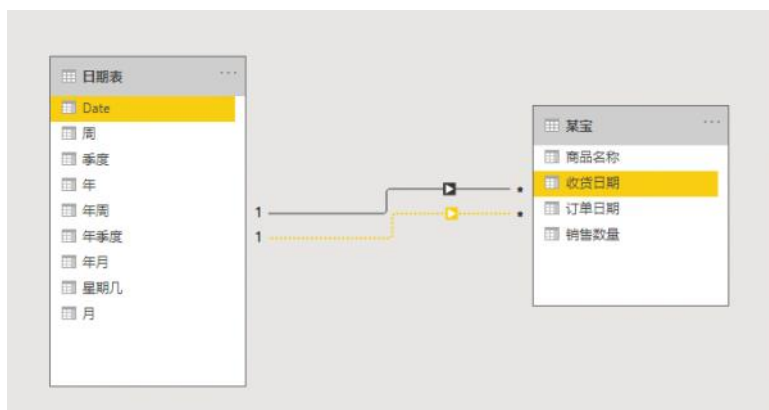 日期表
Date
周
季度
年
年周
年季度
年月
星期几
月
1
1
某宝
商品名称
收货日期
订单日期
销售数量